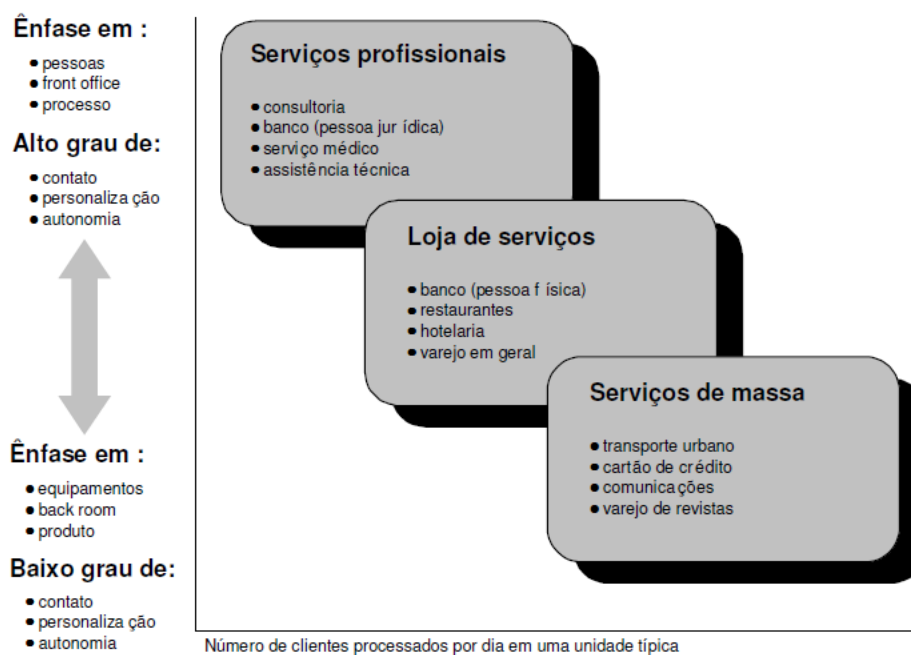 Ênfase em :
● pessoas
● front office
● processo
Alto grau de:
● contato
● personaliza ção
● autonomia
Ênfase em :
● equipamentos
● back room
● produto
Baixo grau de:
● contato
● personaliza ção
● autonomia
Serviços profissionais
● consultoria
● banco (pessoa jur ídica)
● serviço médico
● assistência técnica
Loja de serviços
● banco (pessoa f ísica)
● restaurantes
● hotelaria
● varejo em geral
Serviços de massa
● transporte urbano
● cartão de crédito
● comunica ções
● varejo de revistas
Número de clientes processados por dia em uma unidade típica